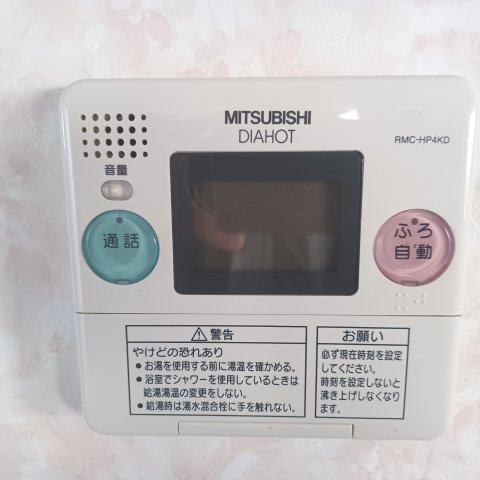 MITSUBISHI
DIAHOT
RMC-HP4KD
音量
通話
ふろ
自動
⚠警告
やけどの恐れあり
●お湯を使用する前に湯温を確かめる。
●浴室でシャワーを使用しているときは
給湯湯温の変更をしない。
●給湯時は湯水混合栓に手を触れない。
お願い
必ず現在時刻を設定
してください。
時刻を設定しないと
沸き上げしなくなり
ます。